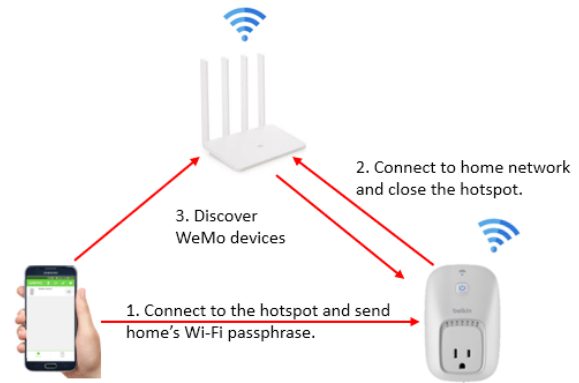 2. Connect to home network
and close the hotspot.
3. Discover
WeMo devices
1. Connect to the hotspot and send
home's Wi-Fi passphrase.
belkin